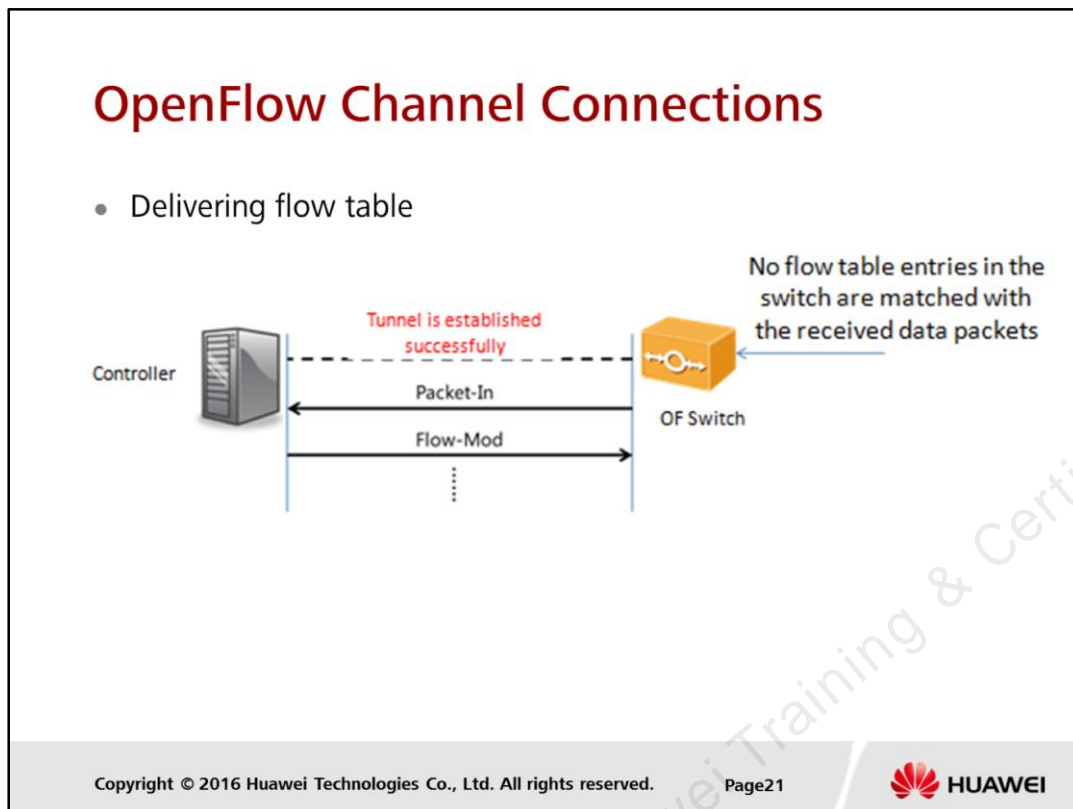 OpenFlow Channel Connections
● Delivering flow table
No flow table entries in the
switch are matched with
the received data packets
Tunnel is established
successfully
Controller
Packet-In
OF Switch
Flow-Mod
Training & Certi
Copyright © 2016 Huawei Technologies Co., Ltd. All rights reserved.
Page21
HUAWEI